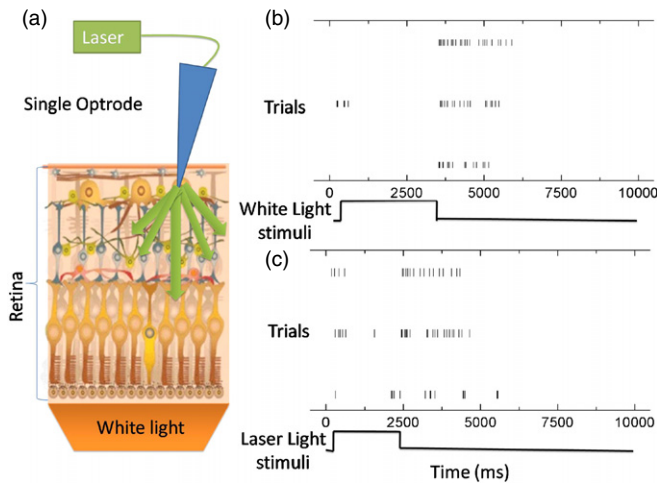 (a)
Laser
Single Optrode
Retina
White light
(b)
Trials
0 2500 5000 7500 10000
White Light
stimuli
(c)
Trials
0 2500 5000 7500 10000
Laser Light
stimuli
Time (ms)